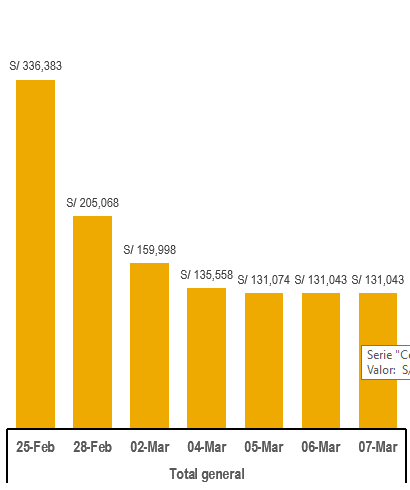 S/ 336,383
S/ 205,068
S/ 159,998
S/ 135,558
S/ 131,074
S/ 131,043
S/ 131,043
Serie
Valor:
25-Feb
28-Feb
02-Mar
04-Mar
05-Mar
06-Mar
07-Mar
Total general